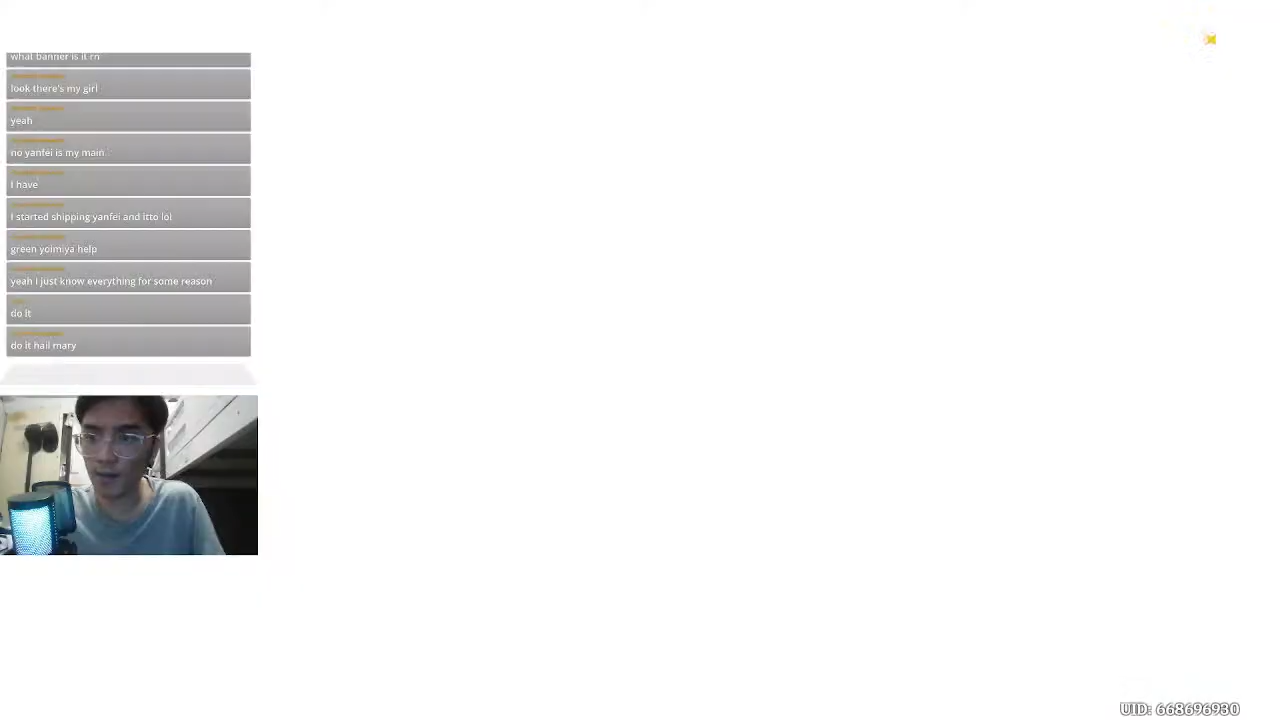 what banner is it rn
look there's my girl
yeah
no yanfei is my main
I have
I started shipping yanfei and itto lol
green yoimiya help
yeah I just know everything for some reason
do it
do it hail mary
UID: 668696930